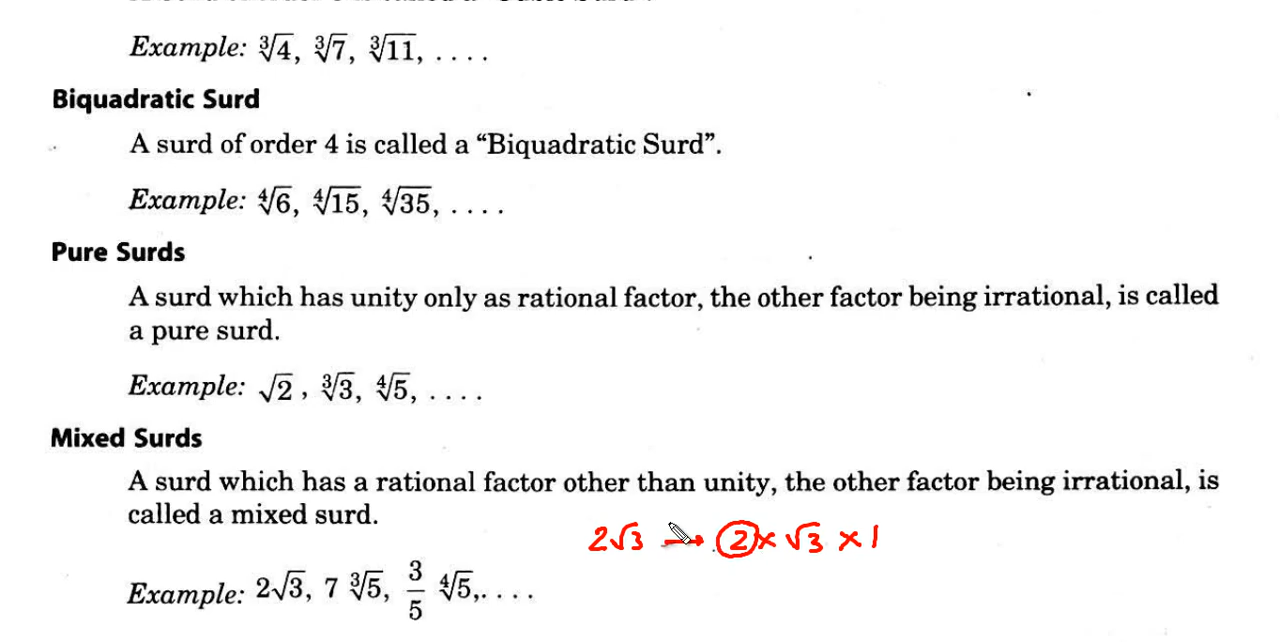 Example: ∛4, ∛7, ∛11, . . . .
Biquadratic Surd
A surd of order 4 is called a “Biquadratic Surd”.
Example: ∜6, ∜15, ∜35, . . . .
Pure Surds
A surd which has unity only as rational factor, the other factor being irrational, is called
a pure surd.
Example: √2 , ∛3, ∜5, . . . .
Mixed Surds
A surd which has a rational factor other than unity, the other factor being irrational, is
called a mixed surd.
2√3 → 2 × √3 × 1
Example: 2√3, 7 ∛5, 3/5 ∜5,. . . .